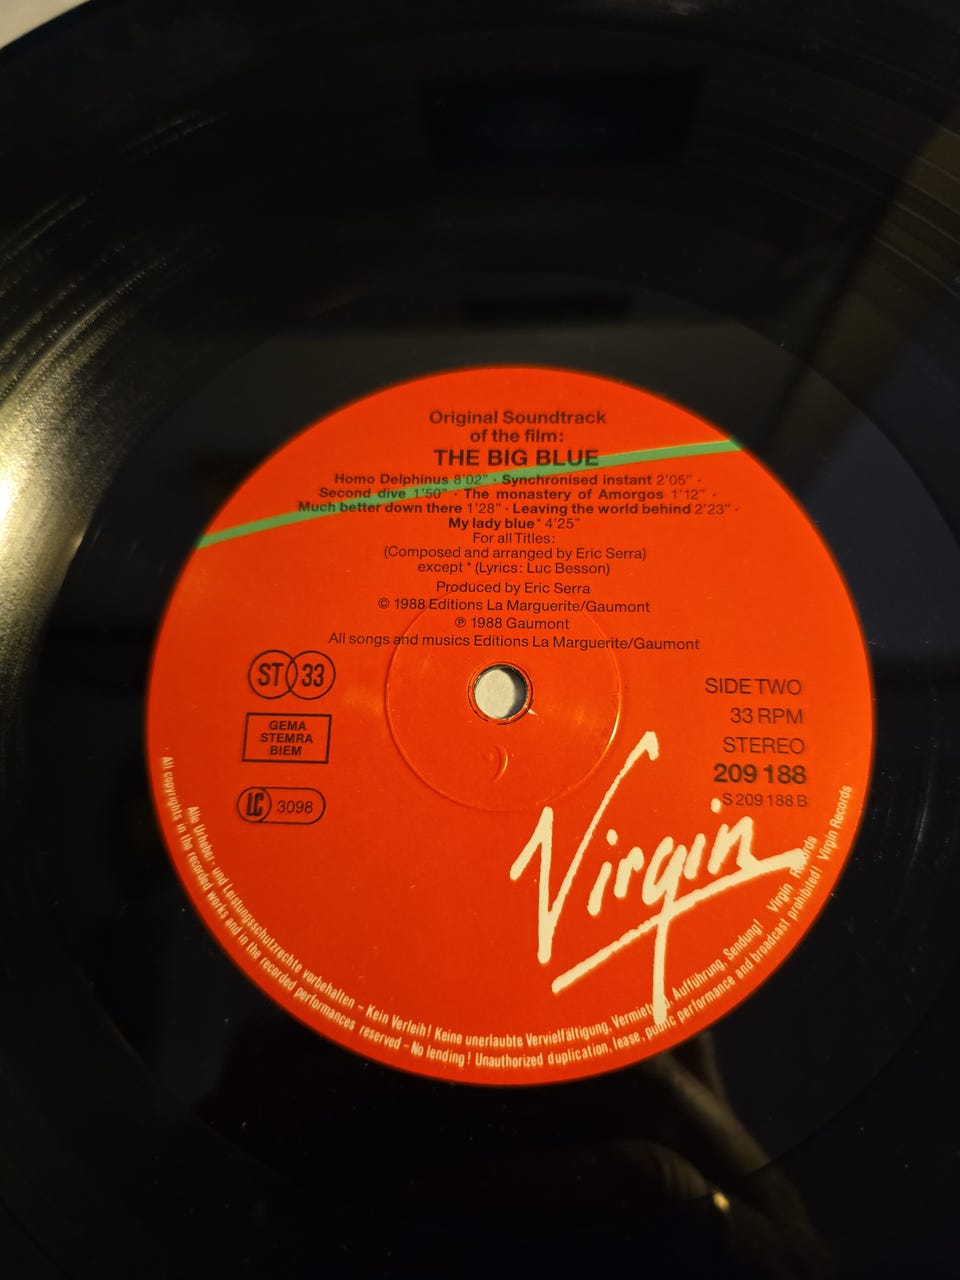 Original Soundtrack
of the film:
THE BIG BLUE
Homo Delphinus 8'02" · Synchronised instant 2'05" ·
Second dive 1'50" · The monastery of Amorgos 1'12" ·
Much better down there 1'28" · Leaving the world behind 2'23" ·
My lady blue* 4'25"
For all Titles:
(Composed and arranged by Eric Serra)
except * (Lyrics: Luc Besson)
Produced by Eric Serra
© 1988 Editions La Marguerite/Gaumont
℗ 1988 Gaumont
All songs and musics Editions La Marguerite/Gaumont
ST 33
GEMA
STEMRA
BIEM
LC 3098
SIDE TWO
33 RPM
STEREO
209 188
S 209 188 B
Virgin
Alle Urheber- und Leistungsschutzrechte vorbehalten – Kein Verleih! Keine unerlaubte Vervielfältigung, Vermietung, Aufführung, Sendung! Virgin Records
All copyrights in the recorded works and in the recorded performances reserved – No lending! Unauthorized duplication, lease, public performance and broadcast prohibited! Virgin Records